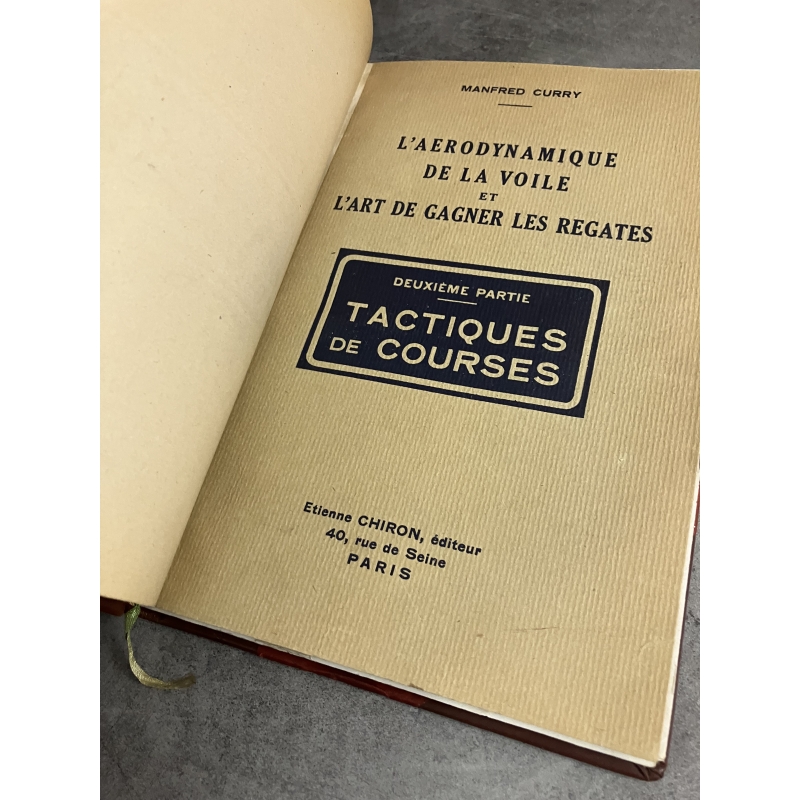 MANFRED CURRY
L'AERODYNAMIQUE
DE LA VOILE
ET
L'ART DE GAGNER LES REGATES
DEUXIÈME PARTIE
TACTIQUES
DE COURSES
Etienne CHIRON, éditeur
40, rue de Seine
PARIS